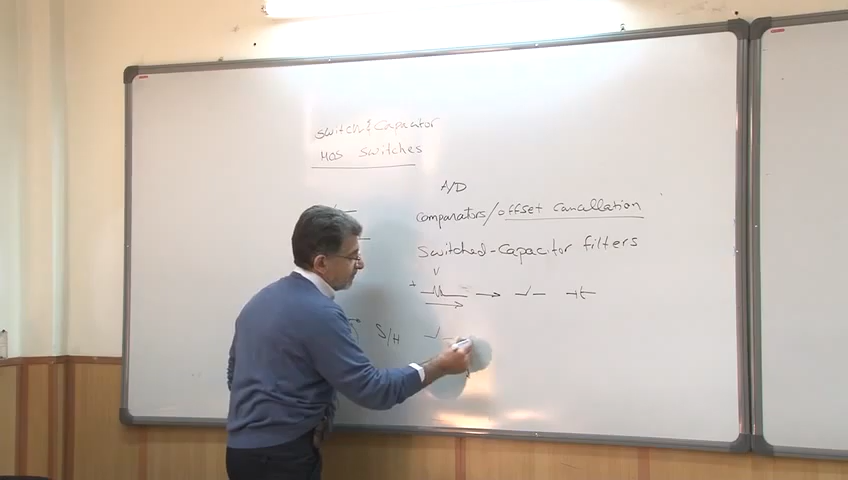 Switch & Capacitor
MOS Switches
A/D
Comparators/offset Cancellation
Switched-Capacitor filters
V
+
S/H